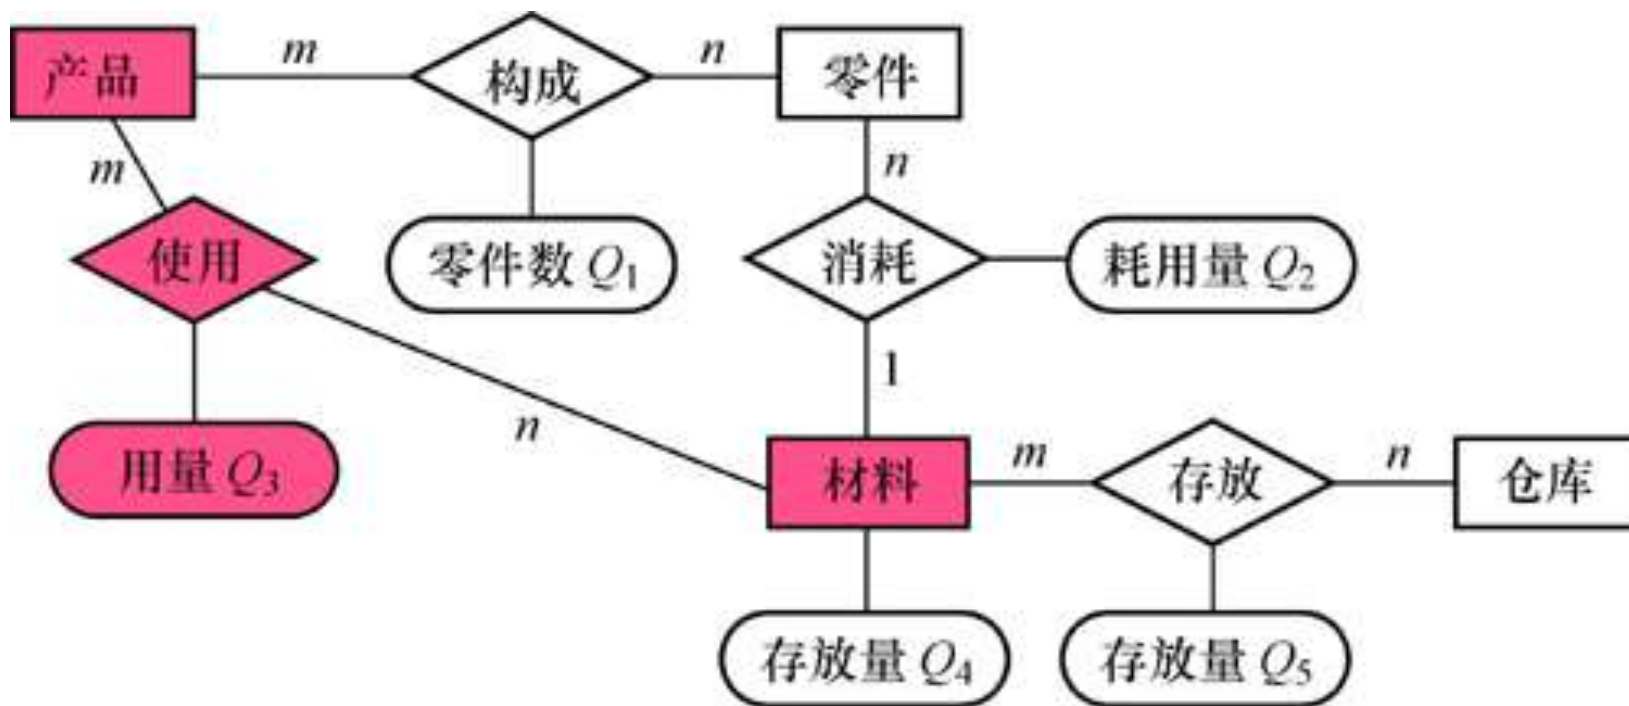 产品
m
构成
n
零件
m
n
使用
零件数 Q₁
消耗
耗用量 Q₂
1
n
用量 Q₃
材料
m
存放
n
仓库
存放量 Q₄
存放量 Q₅